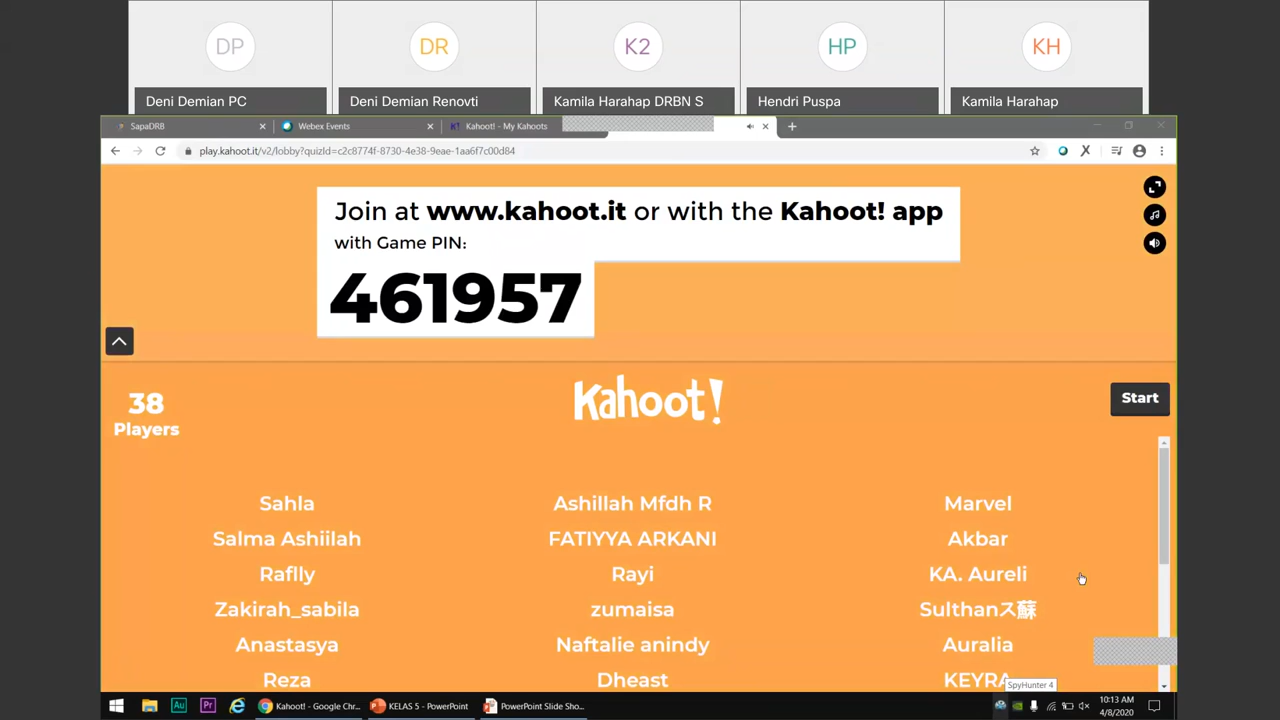 DP
DR
K2
HP
KH
Deni Demian PC
Deni Demian Renovti
Kamila Harahap DRBN S
Hendri Puspa
Kamila Harahap
SapaDRB
Webex Events
K! Kahoot! - My Kahoots
play.kahoot.it/v2/lobby?quizId=c2c8774f-8730-4e38-9eae-1aa6f7c00d84
Join at www.kahoot.it or with the Kahoot! app
with Game PIN:
461957
38
Players
Kahoot!
Start
Sahla
Ashillah Mfdh R
Marvel
Salma Ashiilah
FATIYYA ARKANI
Akbar
Raflly
Rayi
KA. Aureli
Zakirah_sabila
zumaisa
Sulthanス蘇
Anastasya
Naftalie anindy
Auralia
Reza
Dheast
KEYRA
SpyHunter 4
Au
Pr
Kahoot! - Google Chr...
KELAS 5 - PowerPoint
PowerPoint Slide Sho...
10:13 AM
4/8/2020